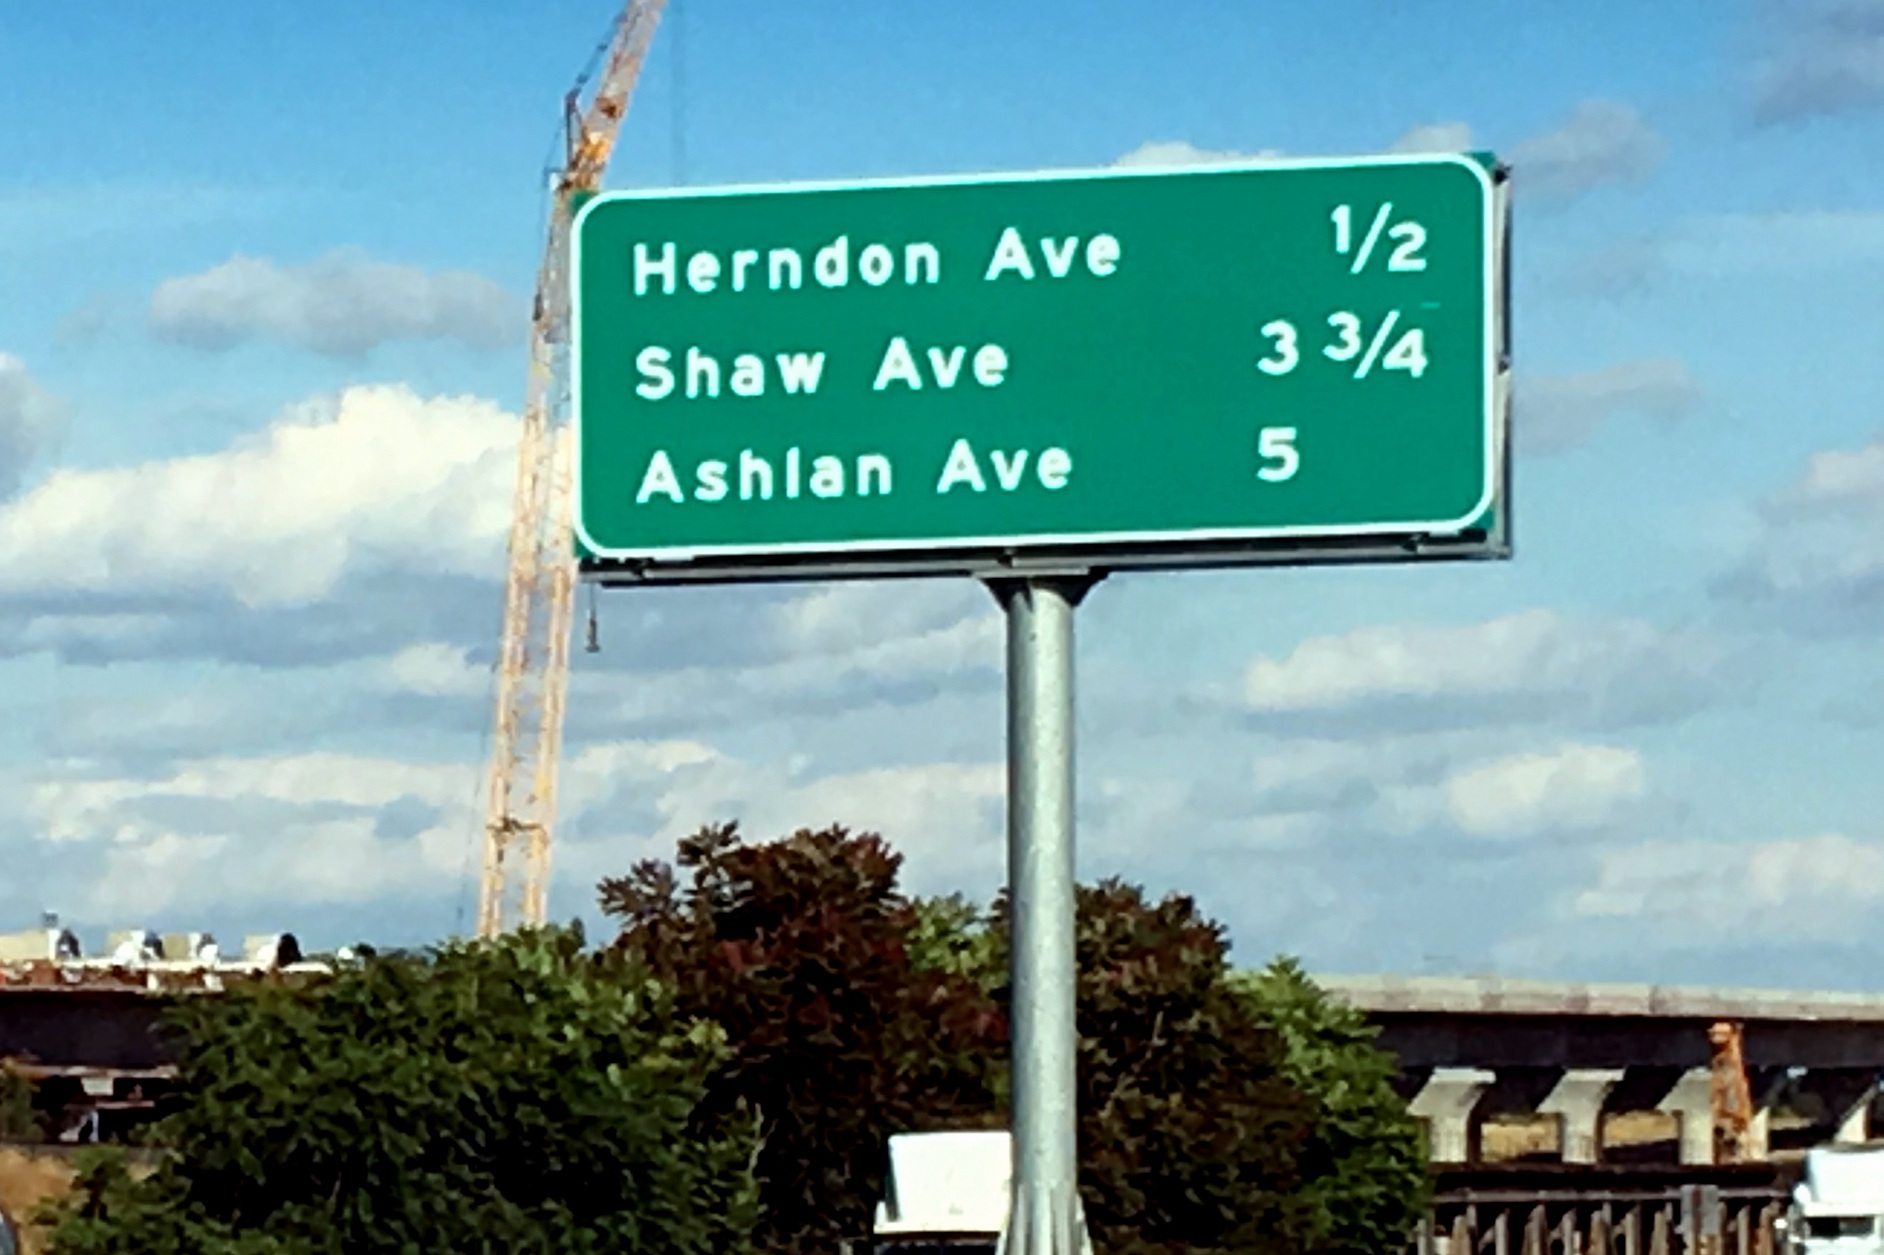 Herndon Ave 1/2
Shaw Ave 3 3/4
Ashlan Ave 5